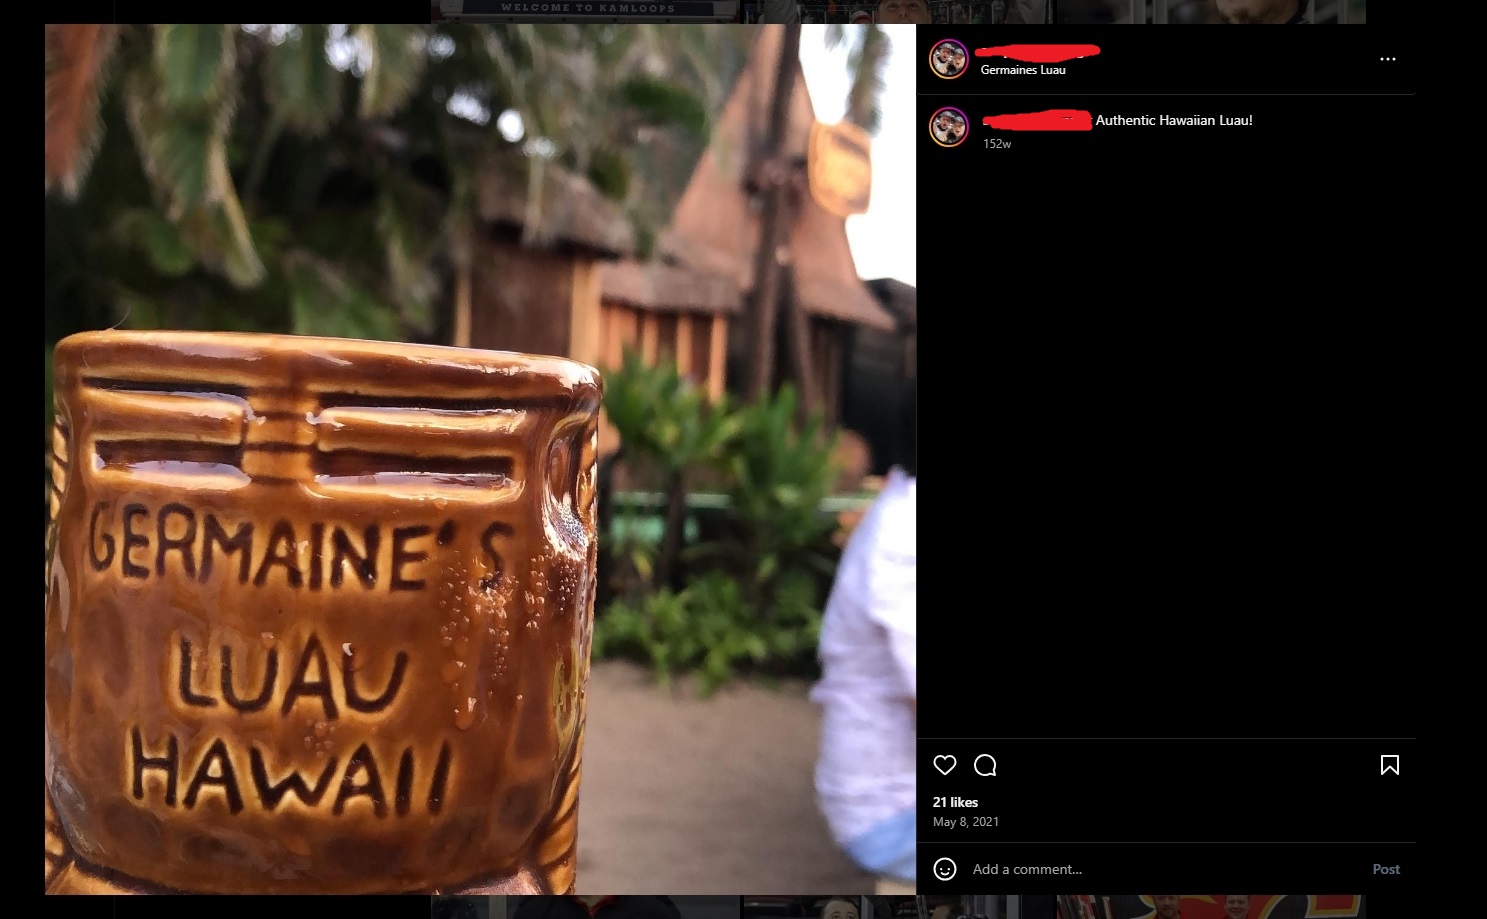 WELCOME TO KAMLOOPS
GERMAINE'S
LUAU
HAWAII
Germaines Luau
Authentic Hawaiian Luau!
152w
21 likes
May 8, 2021
Add a comment...
Post